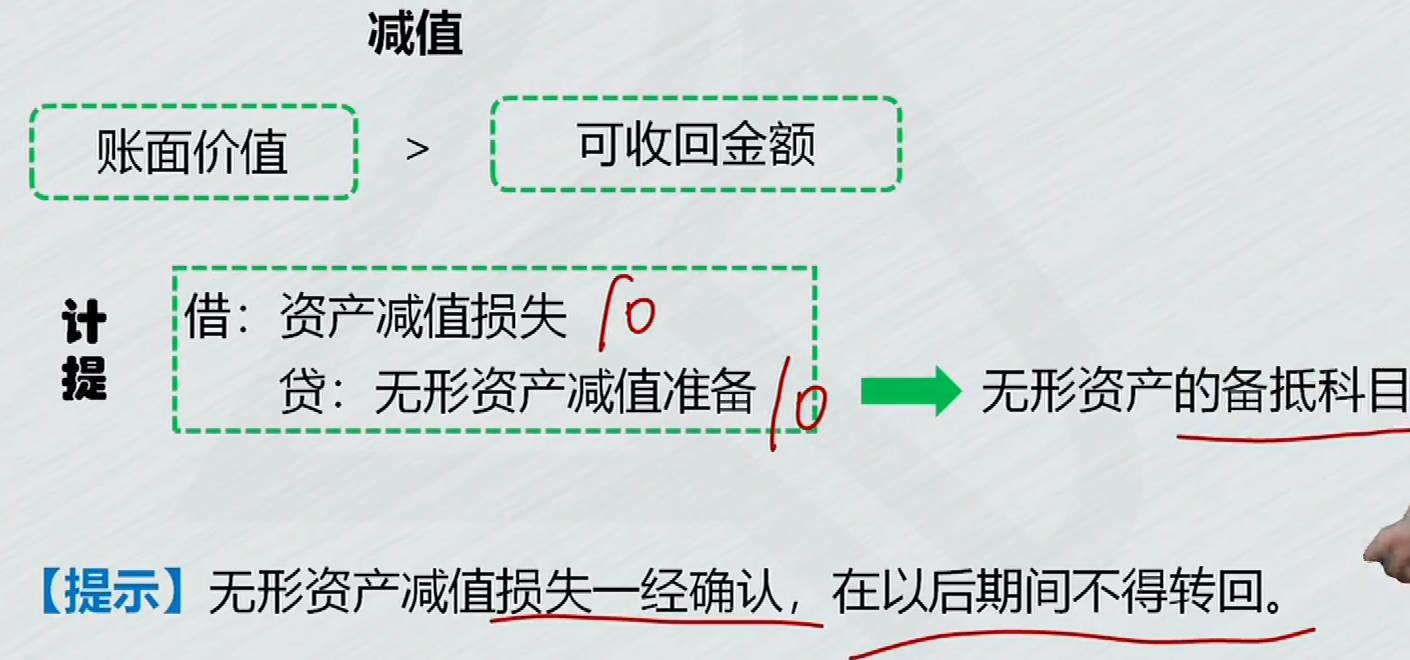 减值
账面价值 > 可收回金额
计提
借：资产减值损失 10
贷：无形资产减值准备 10
无形资产的备抵科目
【提示】无形资产减值损失一经确认，在以后期间不得转回。